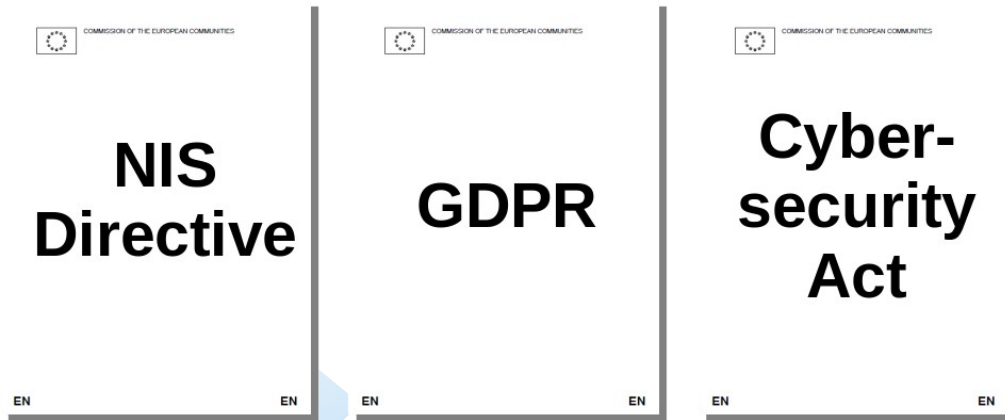 COMMISSION OF THE EUROPEAN COMMUNITIES
NIS
Directive
EN EN
COMMISSION OF THE EUROPEAN COMMUNITIES
GDPR
EN EN
COMMISSION OF THE EUROPEAN COMMUNITIES
Cyber-
security
Act
EN EN